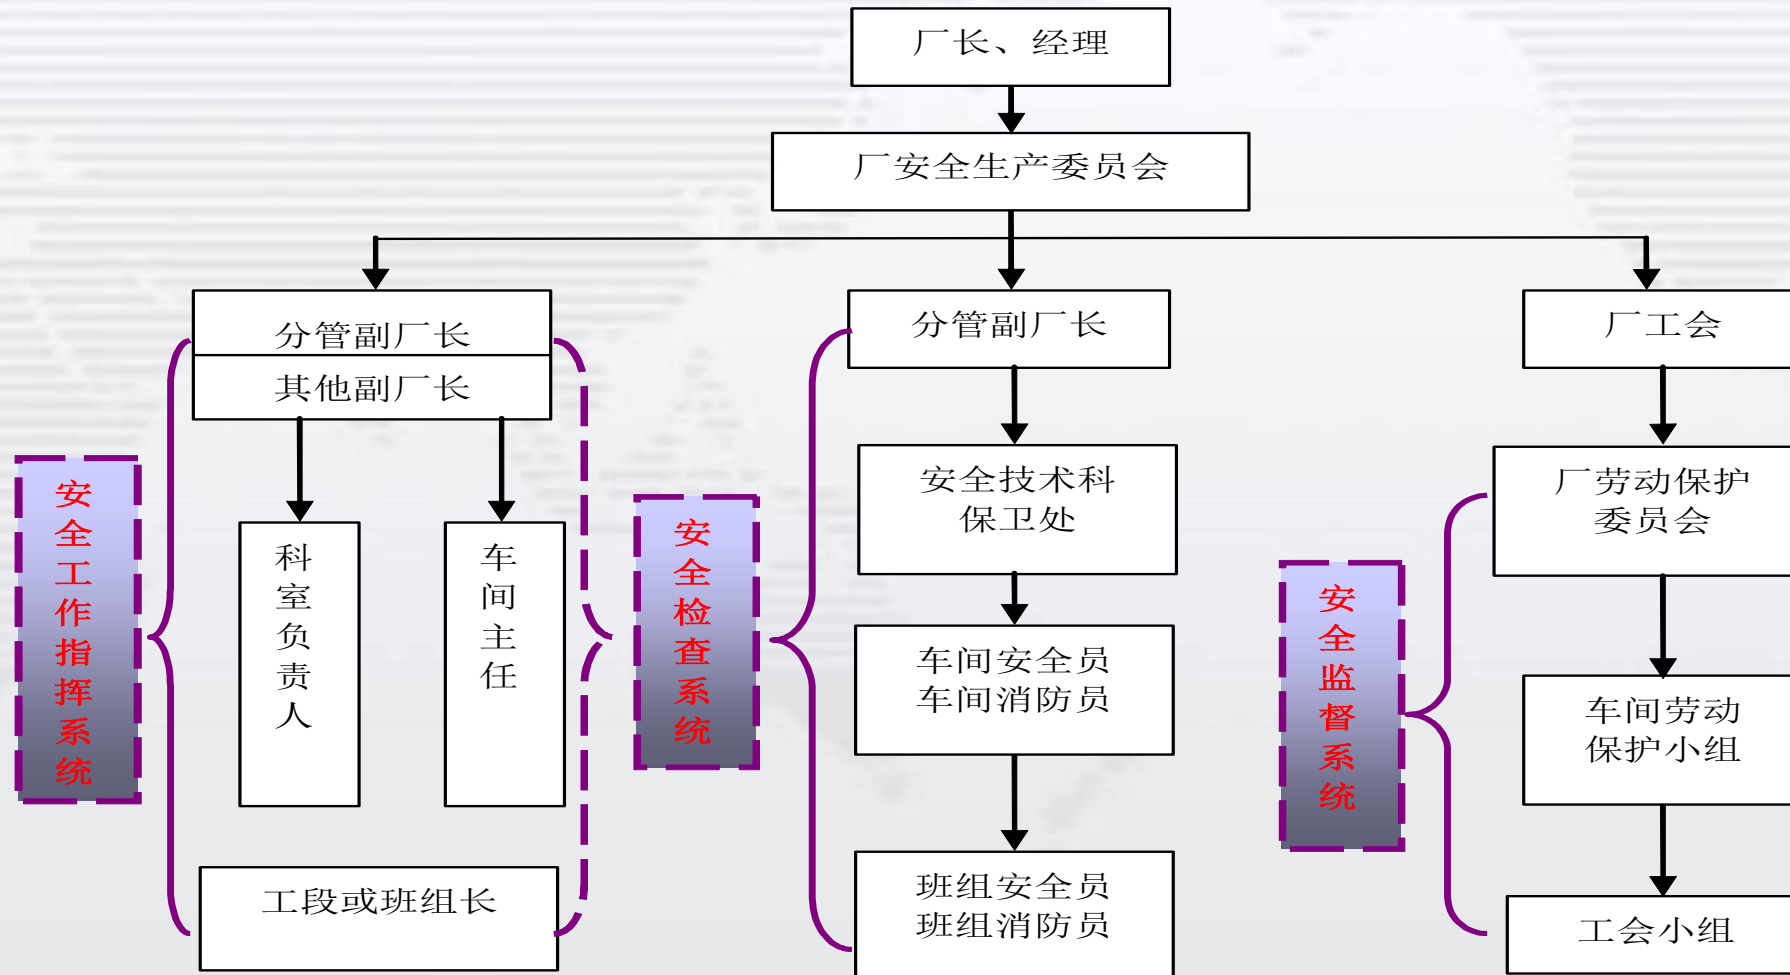 厂长、经理
厂安全生产委员会
分管副厂长
其他副厂长
科室负责人
车间主任
工段或班组长
安全工作指挥系统
分管副厂长
安全技术科
保卫处
车间安全员
车间消防员
班组安全员
班组消防员
安全检查系统
厂工会
厂劳动保护
委员会
车间劳动
保护小组
工会小组
安全监督系统